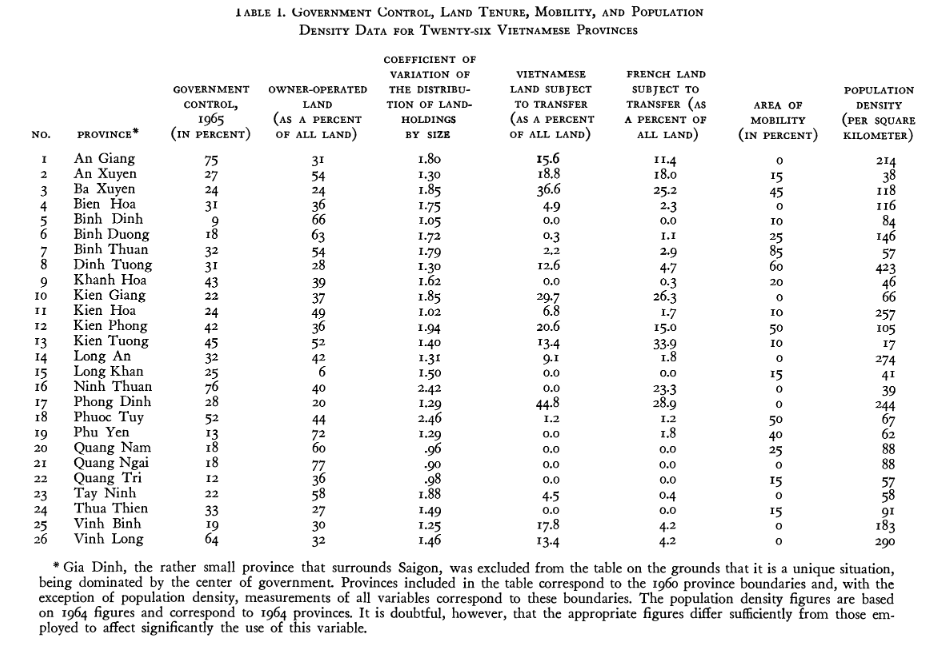 TABLE 1. GOVERNMENT CONTROL, LAND TENURE, MOBILITY, AND POPULATION
DENSITY DATA FOR TWENTY-SIX VIETNAMESE PROVINCES
COEFFICIENT OF
VARIATION OF VIETNAMESE FRENCH LAND
GOVERNMENT OWNER-OPERATED THE DISTRIBU- LAND SUBJECT SUBJECT TO POPULATION
CONTROL, LAND TION OF LAND- TO TRANSFER TRANSFER (AS AREA OF DENSITY
1965 (AS A PERCENT HOLDINGS (AS A PERCENT A PERCENT OF MOBILITY (PER SQUARE
NO. PROVINCE* (IN PERCENT) OF ALL LAND) BY SIZE OF ALL LAND) ALL LAND) (IN PERCENT) KILOMETER)
1 An Giang 75 31 1.80 15.6 11.4 0 214
2 An Xuyen 27 54 1.30 18.8 18.0 15 38
3 Ba Xuyen 24 24 1.85 36.6 25.2 45 118
4 Bien Hoa 31 36 1.75 4.9 2.3 0 116
5 Binh Dinh 9 66 1.05 0.0 0.0 10 84
6 Binh Duong 18 63 1.72 0.3 1.1 25 146
7 Binh Thuan 32 54 1.79 2.2 2.9 85 57
8 Dinh Tuong 31 28 1.30 12.6 4.7 60 423
9 Khanh Hoa 43 39 1.62 0.0 0.3 20 46
10 Kien Giang 22 37 1.85 29.7 26.3 0 66
11 Kien Hoa 24 49 1.02 6.8 1.7 10 257
12 Kien Phong 42 36 1.94 20.6 15.0 50 105
13 Kien Tuong 45 52 1.40 13.4 33.9 10 17
14 Long An 32 42 1.31 9.1 1.8 0 274
15 Long Khan 25 6 1.50 0.0 0.0 15 41
16 Ninh Thuan 76 40 2.42 0.0 23.3 0 39
17 Phong Dinh 28 20 1.29 44.8 28.9 0 244
18 Phuoc Tuy 52 44 2.46 1.2 1.2 50 67
19 Phu Yen 13 72 1.29 0.0 1.8 40 62
20 Quang Nam 18 60 .96 0.0 0.0 25 88
21 Quang Ngai 18 77 .90 0.0 0.0 0 88
22 Quang Tri 12 36 .98 0.0 0.0 15 57
23 Tay Ninh 22 58 1.88 4.5 0.4 0 58
24 Thua Thien 33 27 1.49 0.0 0.0 15 91
25 Vinh Binh 19 30 1.25 17.8 4.2 0 183
26 Vinh Long 64 32 1.46 13.4 4.2 0 290
* Gia Dinh, the rather small province that surrounds Saigon, was excluded from the table on the grounds that it is a unique situation,
being dominated by the center of government. Provinces included in the table correspond to the 1960 province boundaries and, with the
exception of population density, measurements of all variables correspond to these boundaries. The population density figures are based
on 1964 figures and correspond to 1964 provinces. It is doubtful, however, that the appropriate figures differ sufficiently from those em-
ployed to affect significantly the use of this variable.